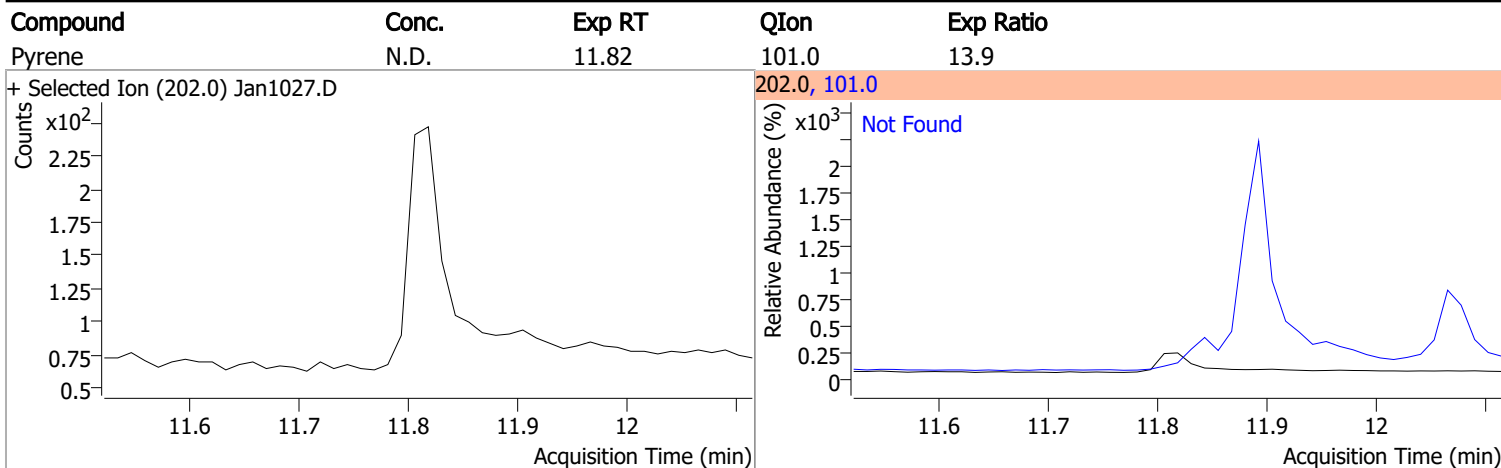 Compound Conc. Exp RT QIon Exp Ratio
Pyrene N.D. 11.82 101.0 13.9
+ Selected Ion (202.0) Jan1027.D
Counts
x10²
2.25
2
1.75
1.5
1.25
1
0.75
0.5
11.6 11.7 11.8 11.9 12
Acquisition Time (min)
202.0, 101.0
Relative Abundance (%)
x10³
Not Found
2
1.75
1.5
1.25
1
0.75
0.5
0.25
0
11.6 11.7 11.8 11.9 12
Acquisition Time (min)